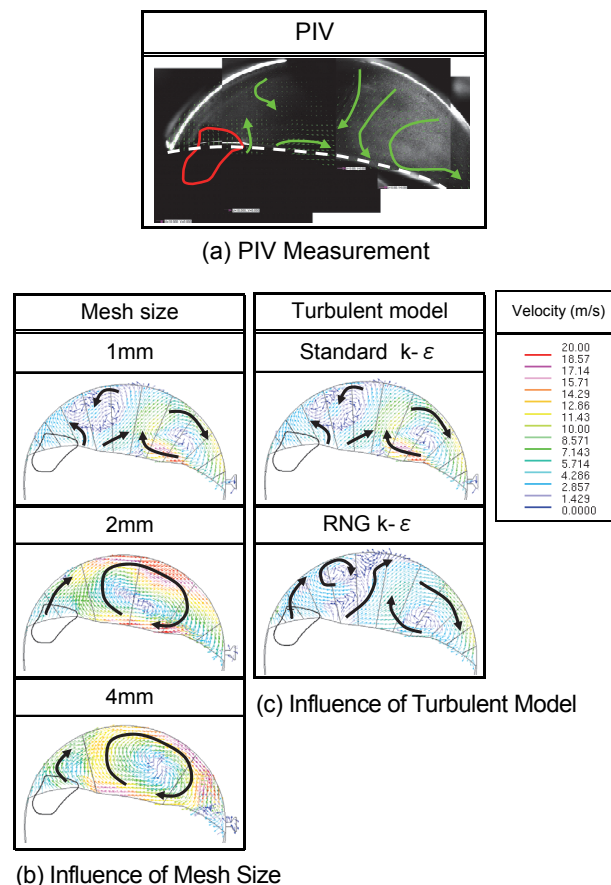 PIV
(a) PIV Measurement
Mesh size
1mm
2mm
4mm
(b) Influence of Mesh Size
Turbulent model
Standard k-ε
RNG k-ε
(c) Influence of Turbulent Model
Velocity (m/s)
20.00
18.57
17.14
15.71
14.29
12.86
11.43
10.00
8.571
7.143
5.714
4.286
2.857
1.429
0.0000